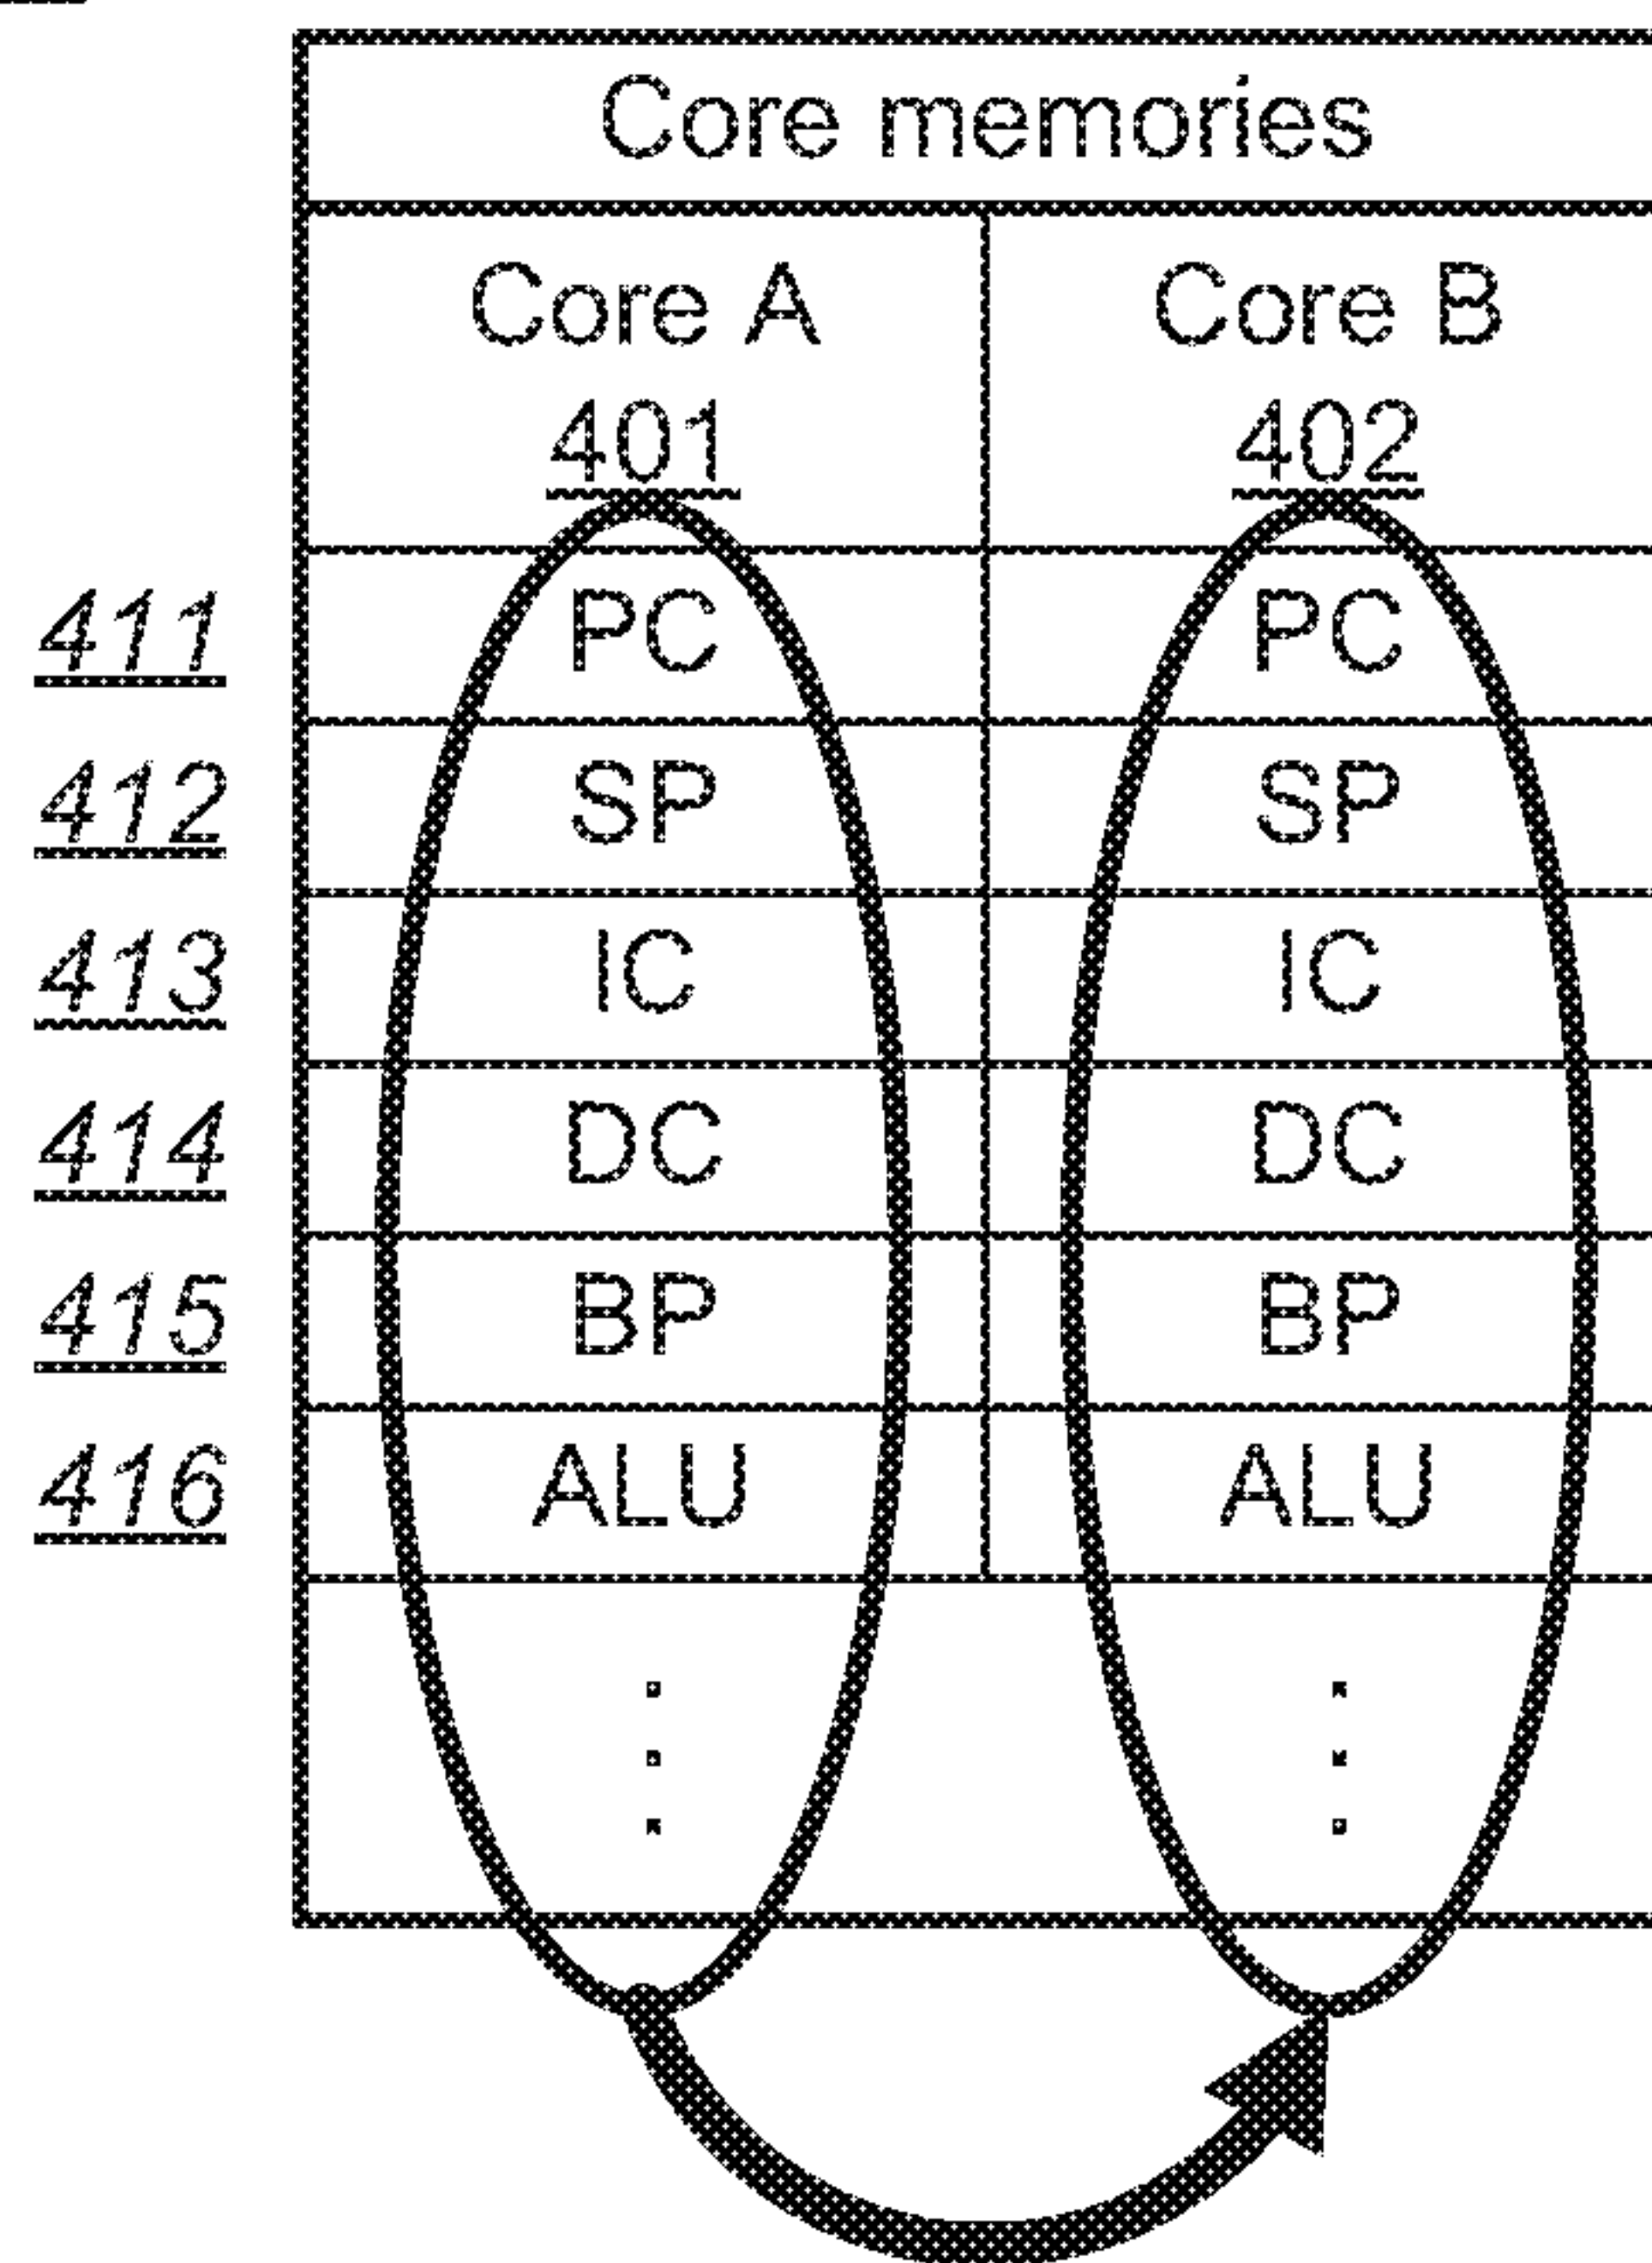 Core memories
Core A Core B
401 402
411 PC PC
412 SP SP
413 IC IC
414 DC DC
415 BP BP
416 ALU ALU